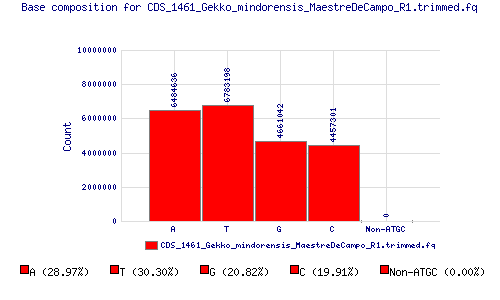 Base composition for CDS_1461_Gekko_mindorensis_MaestreDeCampo_R1.trimmed.fq
10000000
8000000
6000000
4000000
2000000
0
Count
6484636
6783198
4661042
4457301
0
A T G C Non-ATGC
CDS_1461_Gekko_mindorensis_MaestreDeCampo_R1.trimmed.fq
A (28.97%) T (30.30%) G (20.82%) C (19.91%) Non-ATGC (0.00%)